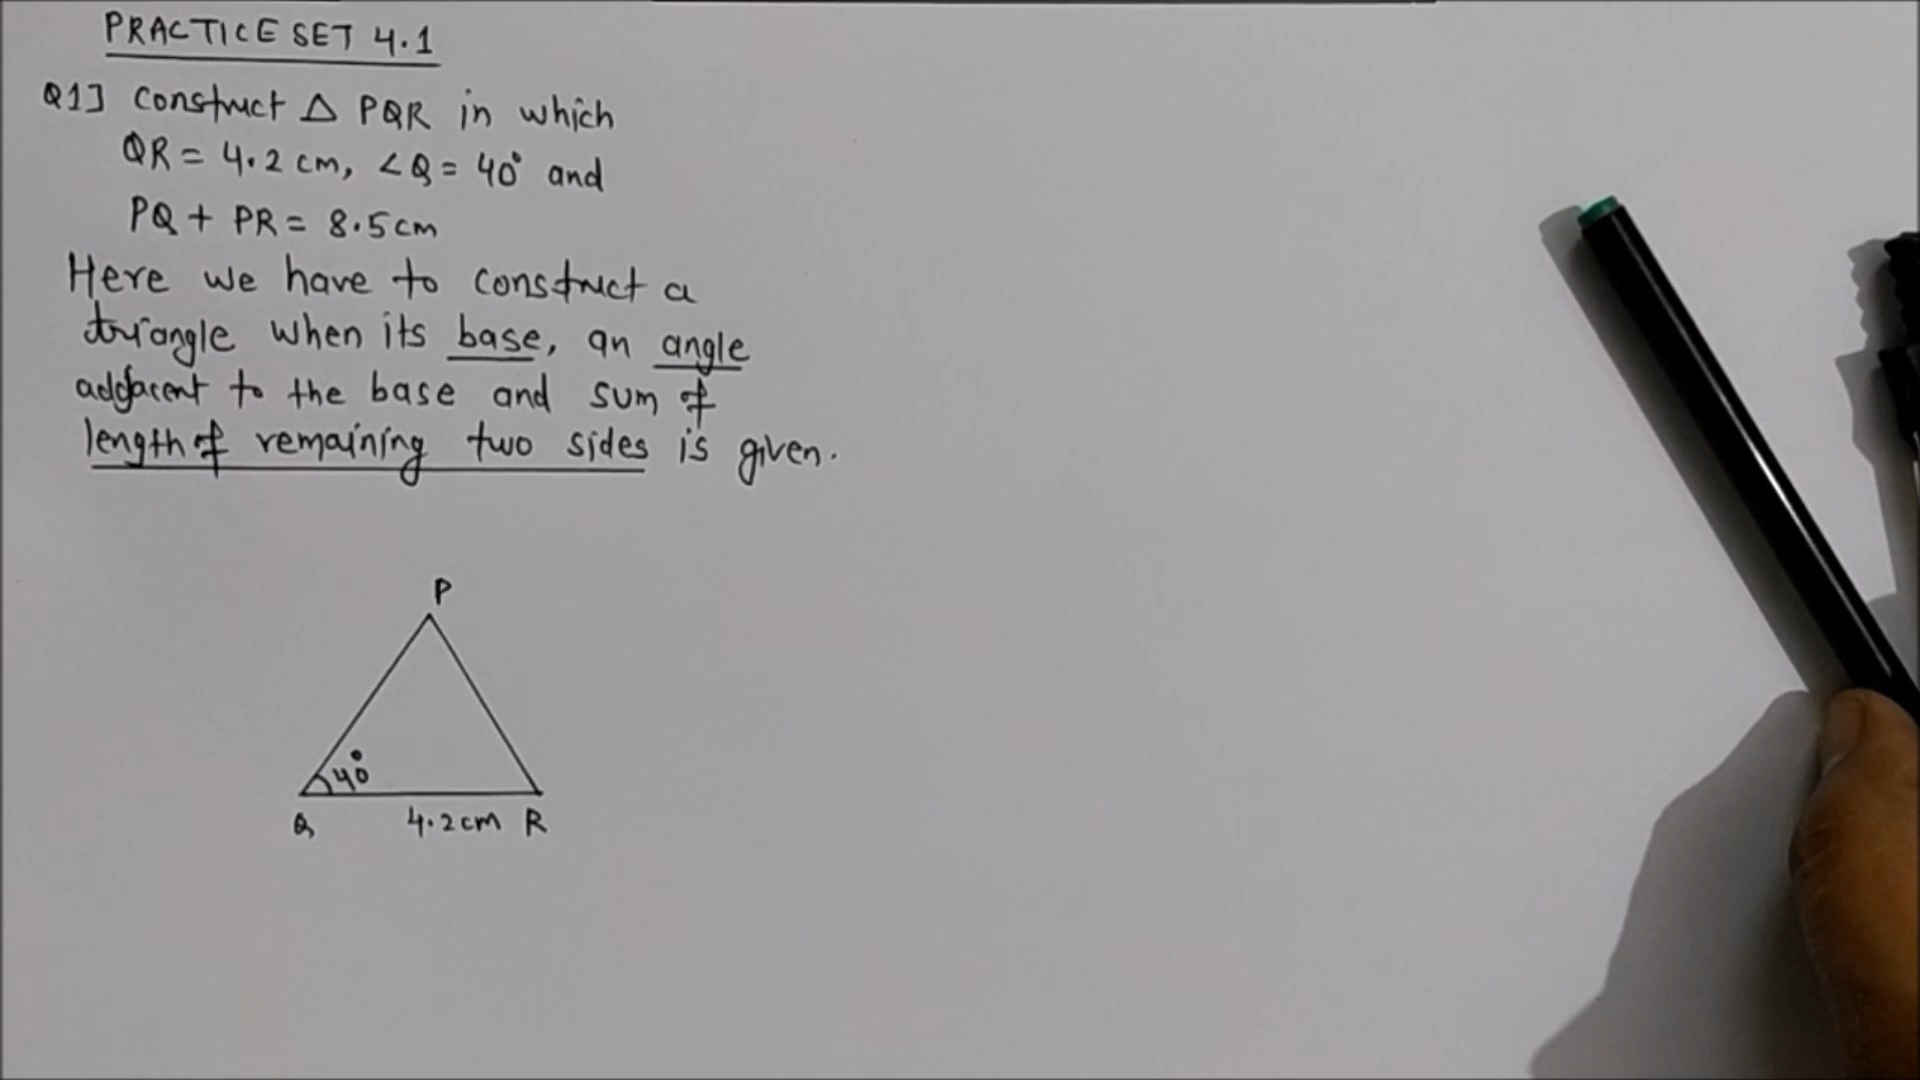 PRACTICE SET 4.1
Q1] Construct △ PQR in which
QR = 4.2 cm, ∠Q = 40° and
PQ + PR = 8.5cm
Here we have to construct a
triangle when its base, an angle
adjacent to the base and sum of
length of remaining two sides is given.
P
40°
Q 4.2cm R